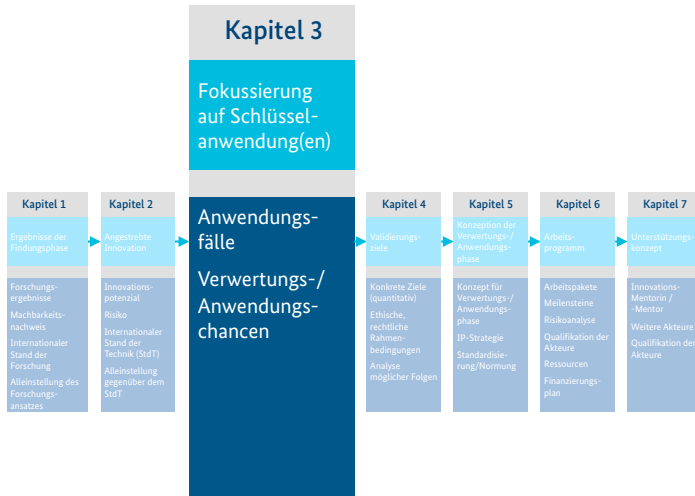 Kapitel 1
Ergebnisse der
Findungsphase
Forschungs-
ergebnisse
Machbarkeits-
nachweis
Internationaler
Stand der
Forschung
Alleinstellung des
Forschungs-
ansatzes
Kapitel 2
Angestrebte
Innovation
Innovations-
potenzial
Risiko
Internationaler
Stand der
Technik (StdT)
Alleinstellung
gegenüber dem
StdT
Kapitel 3
Fokussierung
auf Schlüssel-
anwendung(en)
Anwendungs-
fälle
Verwertungs-/
Anwendungs-
chancen
Kapitel 4
Validierungs-
ziele
Konkrete Ziele
(quantitativ)
Ethische,
rechtliche
Rahmen-
bedingungen
Analyse
möglicher Folgen
Kapitel 5
Konzeption der
Verwertungs-/
Anwendungs-
phase
Konzept für
Verwertungs-/
Anwendungs-
phase
IP-Strategie
Standardisie-
rung/Normung
Kapitel 6
Arbeits-
programm
Arbeitspakete
Meilensteine
Risikoanalyse
Qualifikation der
Akteure
Ressourcen
Finanzierungs-
plan
Kapitel 7
Unterstützungs-
konzept
Innovations-
Mentorin /
-Mentor
Weitere Akteure
Qualifikation der
Akteure